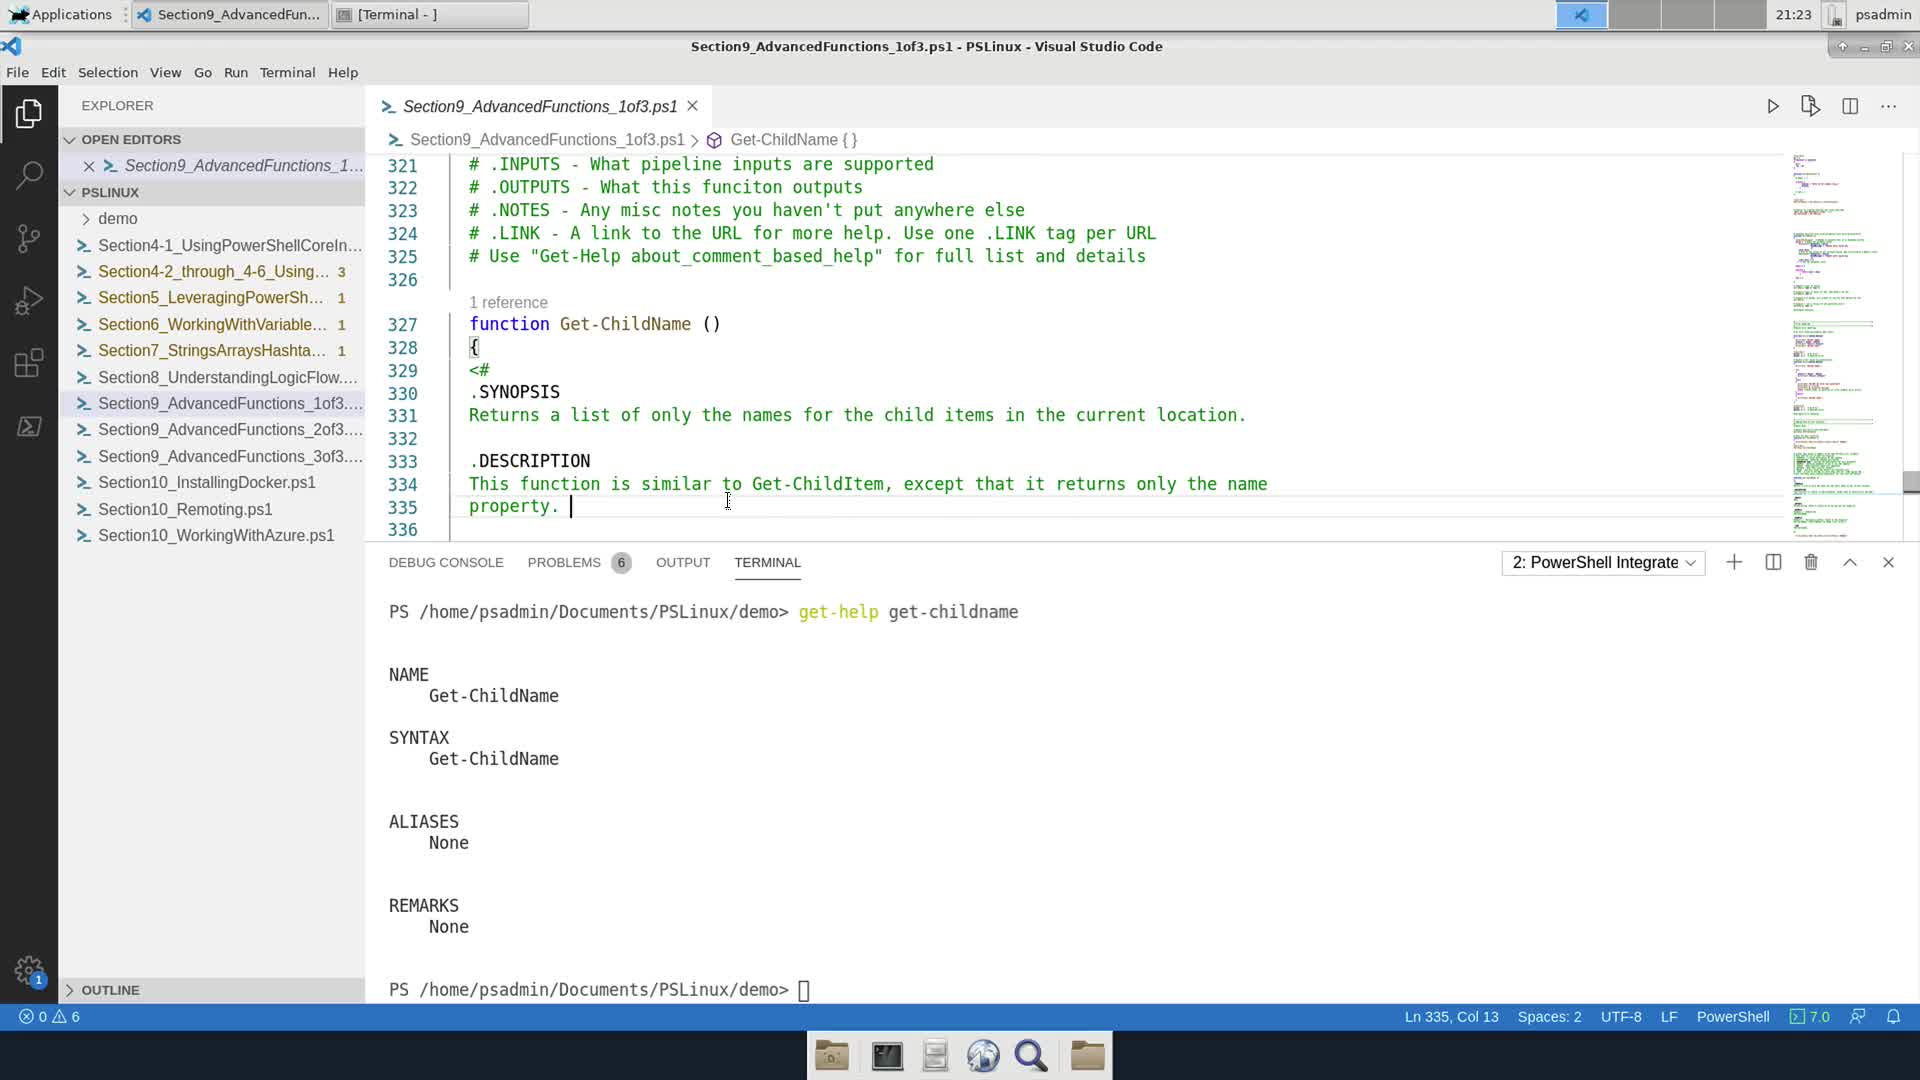 Applications
Section9_AdvancedFun...
[Terminal - ]
21:23
psadmin
Section9_AdvancedFunctions_1of3.ps1 - PSLinux - Visual Studio Code
File Edit Selection View Go Run Terminal Help
EXPLORER
OPEN EDITORS
Section9_AdvancedFunctions_1...
PSLINUX
demo
Section4-1_UsingPowerShellCoreIn...
Section4-2_through_4-6_Using... 3
Section5_LeveragingPowerSh... 1
Section6_WorkingWithVariable... 1
Section7_StringsArraysHashta... 1
Section8_UnderstandingLogicFlow....
Section9_AdvancedFunctions_1of3....
Section9_AdvancedFunctions_2of3....
Section9_AdvancedFunctions_3of3....
Section10_InstallingDocker.ps1
Section10_Remoting.ps1
Section10_WorkingWithAzure.ps1
OUTLINE
1
Section9_AdvancedFunctions_1of3.ps1
Section9_AdvancedFunctions_1of3.ps1 > Get-ChildName { }
321 # .INPUTS - What pipeline inputs are supported
322 # .OUTPUTS - What this funciton outputs
323 # .NOTES - Any misc notes you haven't put anywhere else
324 # .LINK - A link to the URL for more help. Use one .LINK tag per URL
325 # Use "Get-Help about_comment_based_help" for full list and details
326
1 reference
327 function Get-ChildName ()
328 {
329 <#
330 .SYNOPSIS
331 Returns a list of only the names for the child items in the current location.
332
333 .DESCRIPTION
334 This function is similar to Get-ChildItem, except that it returns only the name
335 property.
336
DEBUG CONSOLE PROBLEMS 6 OUTPUT TERMINAL
2: PowerShell Integrate
PS /home/psadmin/Documents/PSLinux/demo> get-help get-childname
NAME
Get-ChildName
SYNTAX
Get-ChildName
ALIASES
None
REMARKS
None
PS /home/psadmin/Documents/PSLinux/demo>
0 6
Ln 335, Col 13 Spaces: 2 UTF-8 LF PowerShell 7.0